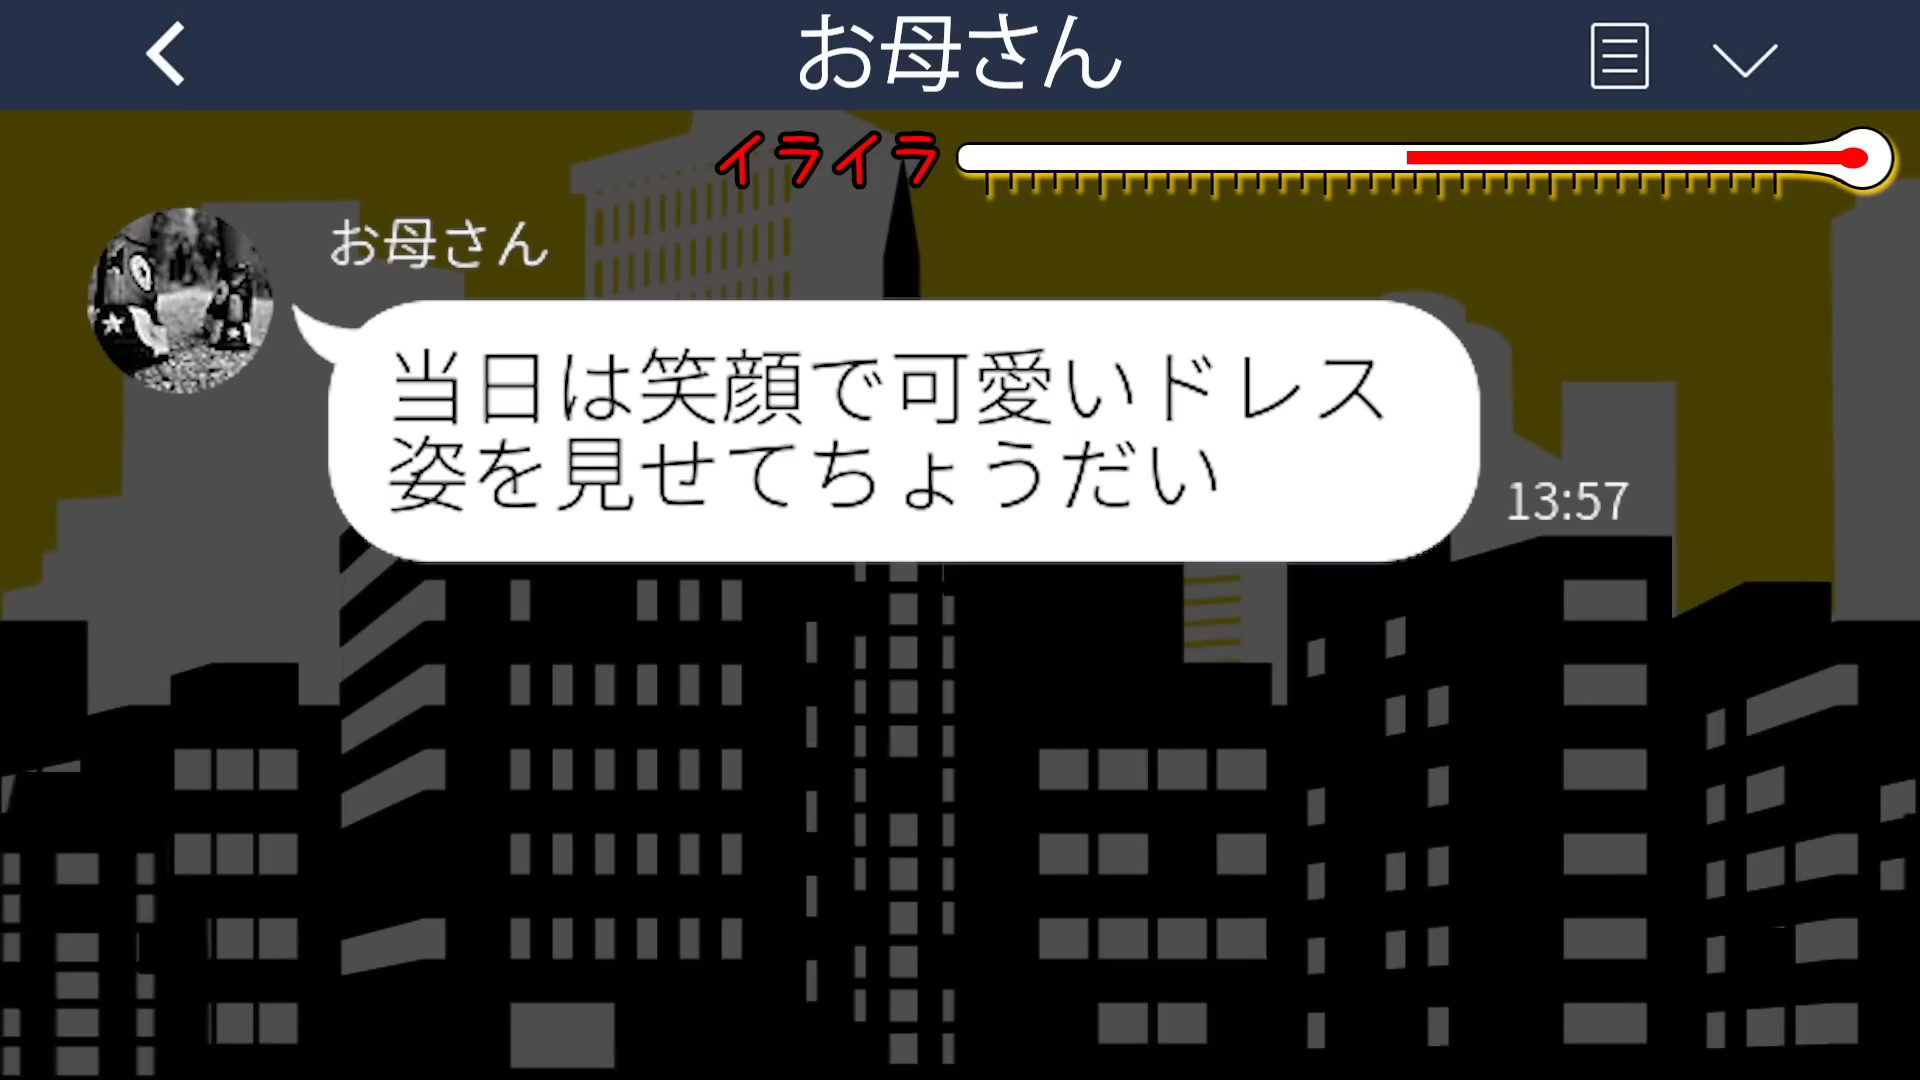 お母さん
イライラ
お母さん
当日は笑顔で可愛いドレス
姿を見せてちょうだい
13:57